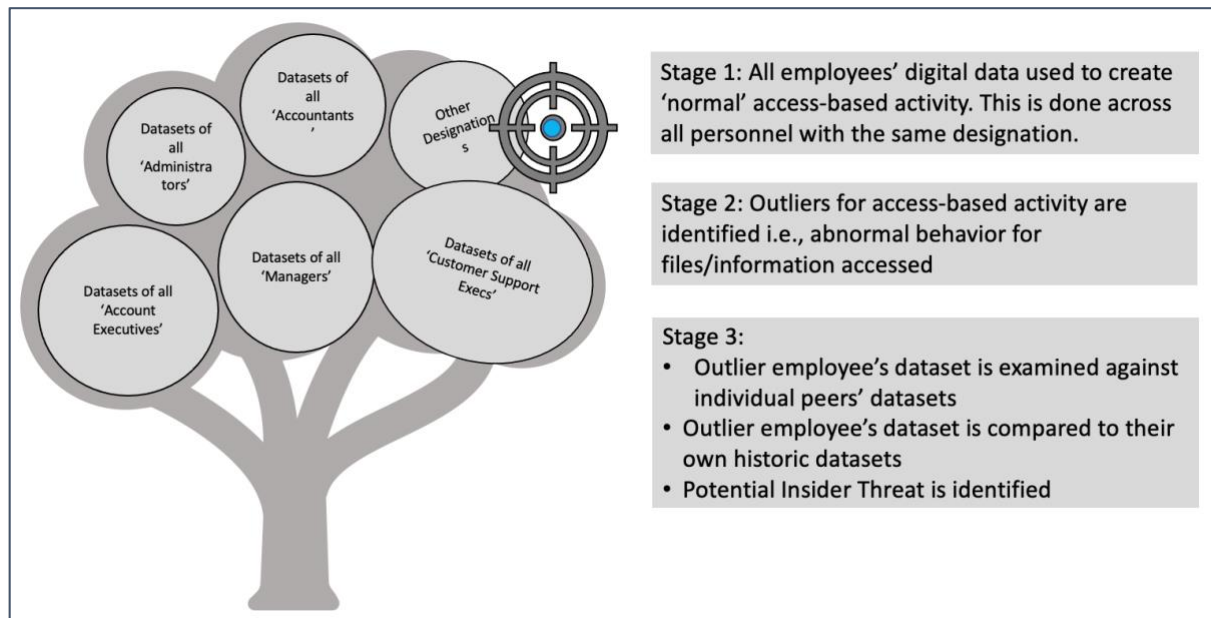 Datasets of
all
‘Accountants
’
Other
Designation
s
Datasets of
all
‘Administra
tors’
Datasets of all
‘Managers’
Datasets of all
‘Customer Support
Execs’
Datasets of all
‘Account
Executives’
Stage 1: All employees’ digital data used to create
‘normal’ access-based activity. This is done across
all personnel with the same designation.
Stage 2: Outliers for access-based activity are
identified i.e., abnormal behavior for
files/information accessed
Stage 3:
• Outlier employee’s dataset is examined against
individual peers’ datasets
• Outlier employee’s dataset is compared to their
own historic datasets
• Potential Insider Threat is identified